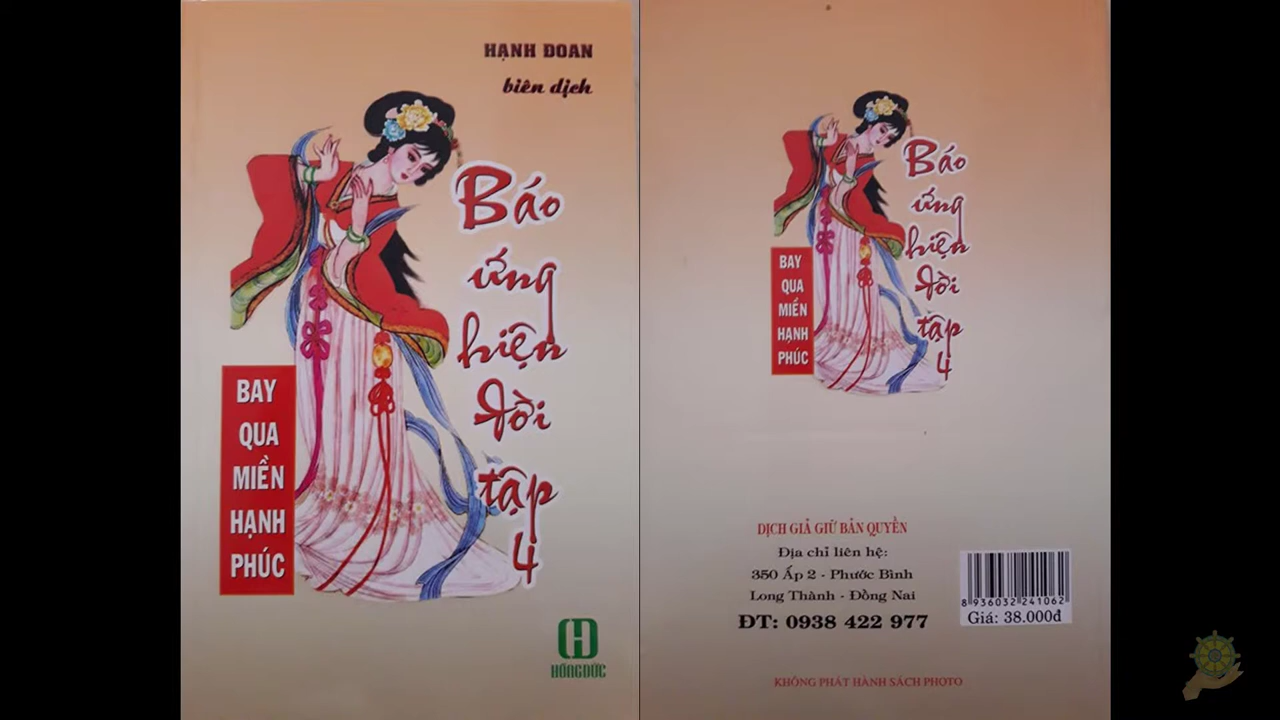 HẠNH ĐOAN
biên dịch
Báo
ứng
hiện
đời
tập
4
BAY
QUA
MIỀN
HẠNH
PHÚC
HỒNG ĐỨC
Báo
ứng
hiện
đời
tập
4
BAY
QUA
MIỀN
HẠNH
PHÚC
DỊCH GIẢ GIỮ BẢN QUYỀN
Địa chỉ liên hệ:
350 Ấp 2 - Phước Bình
Long Thành - Đồng Nai
ĐT: 0938 422 977
8 936032 241062
Giá: 38.000đ
KHÔNG PHÁT HÀNH SÁCH PHOTO